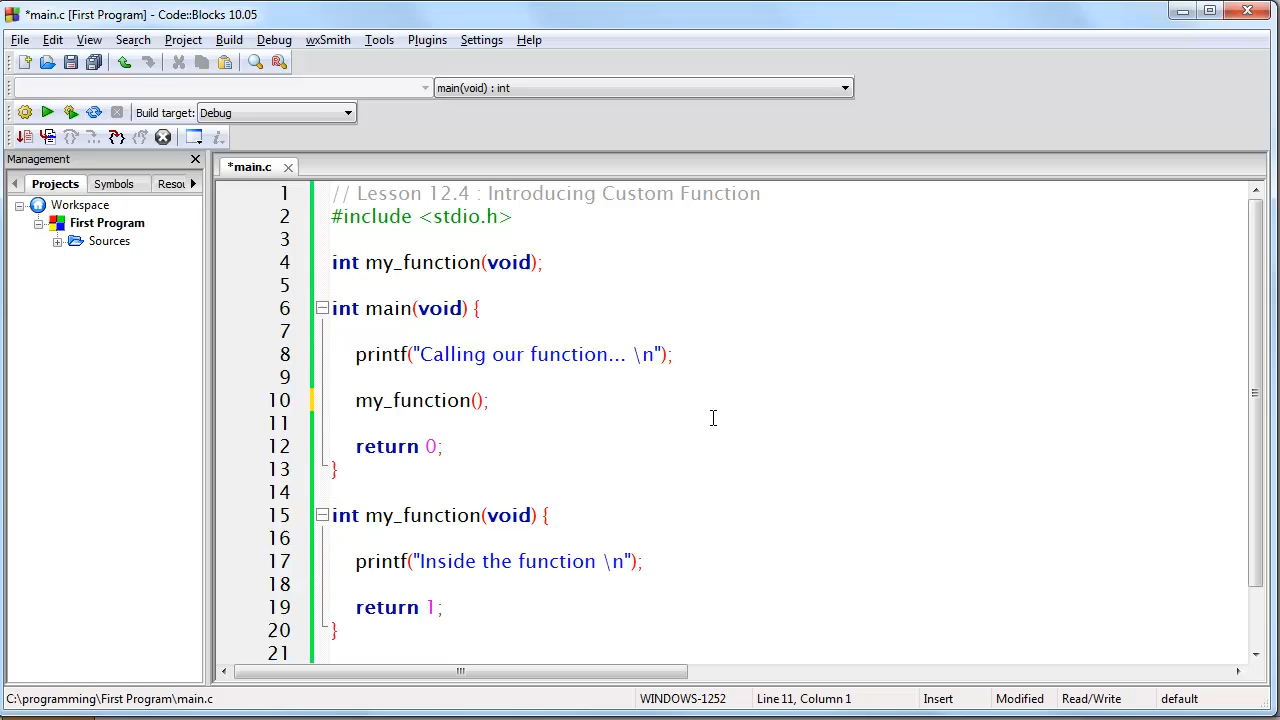 *main.c [First Program] - Code::Blocks 10.05
File Edit View Search Project Build Debug wxSmith Tools Plugins Settings Help
main(void) : int
Build target: Debug
Management
Projects Symbols Resou
*main.c
Workspace
First Program
Sources
1 // Lesson 12.4 : Introducing Custom Function
2 #include <stdio.h>
3
4 int my_function(void);
5
6 int main(void) {
7
8 printf("Calling our function... \n");
9
10 my_function();
11
12 return 0;
13 }
14
15 int my_function(void) {
16
17 printf("Inside the function \n");
18
19 return 1;
20 }
21
C:\programming\First Program\main.c WINDOWS-1252 Line 11, Column 1 Insert Modified Read/Write default